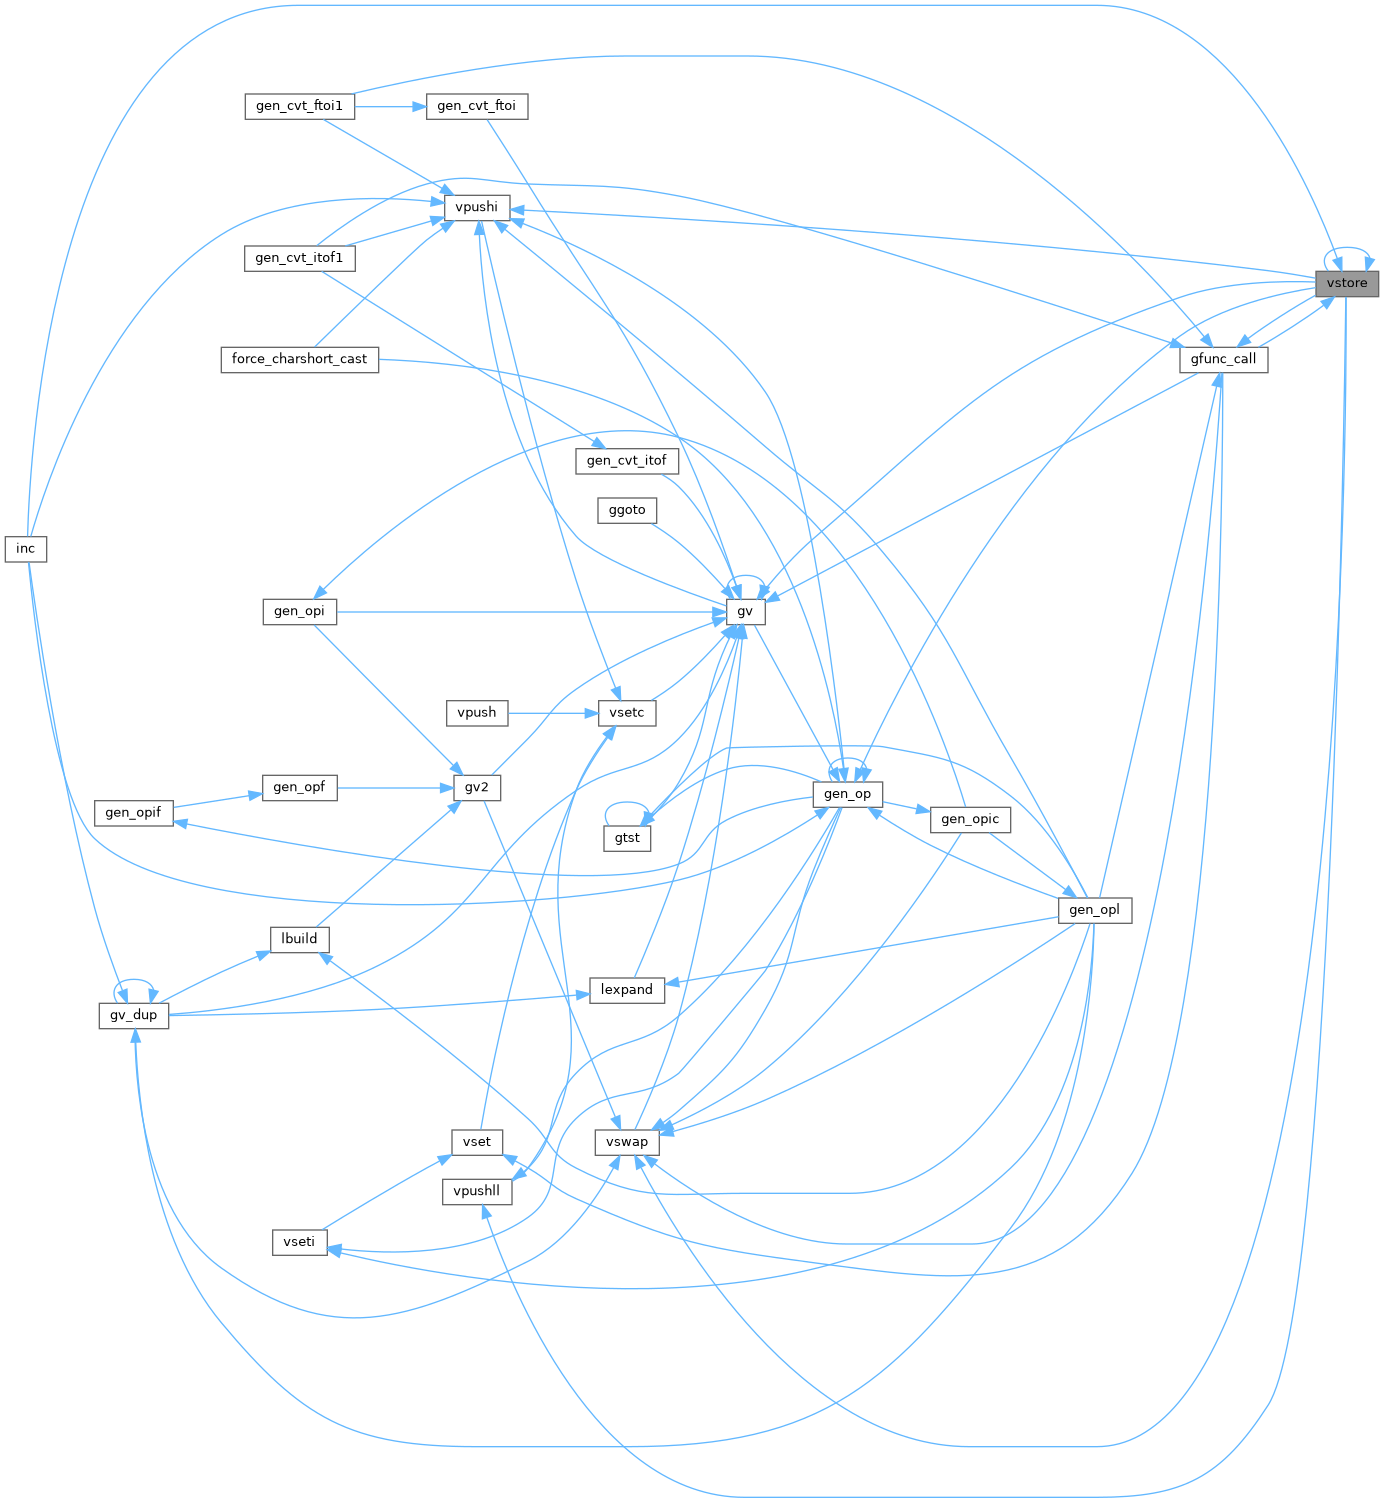 gen_cvt_ftoi1
gen_cvt_ftoi
vpushi
gen_cvt_itof1
vstore
force_charshort_cast
gfunc_call
gen_cvt_itof
ggoto
inc
gen_opi
gv
vpush
vsetc
gen_opf
gv2
gen_op
gen_opif
gen_opic
gtst
gen_opl
lbuild
lexpand
gv_dup
vset
vswap
vpushll
vseti